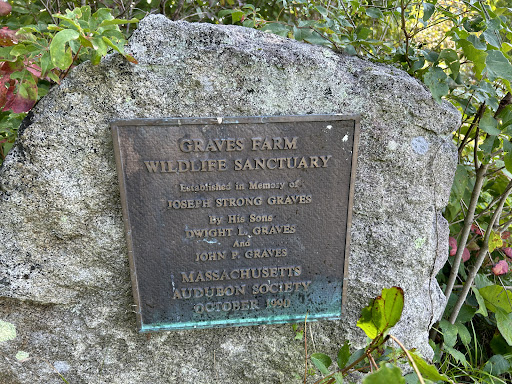 GRAVES FARM
WILDLIFE SANCTUARY
Established in Memory of
JOSEPH STRONG GRAVES
By His Sons
DWIGHT L. GRAVES
And
JOHN P. GRAVES
MASSACHUSETTS
AUDUBON SOCIETY
OCTOBER 1990